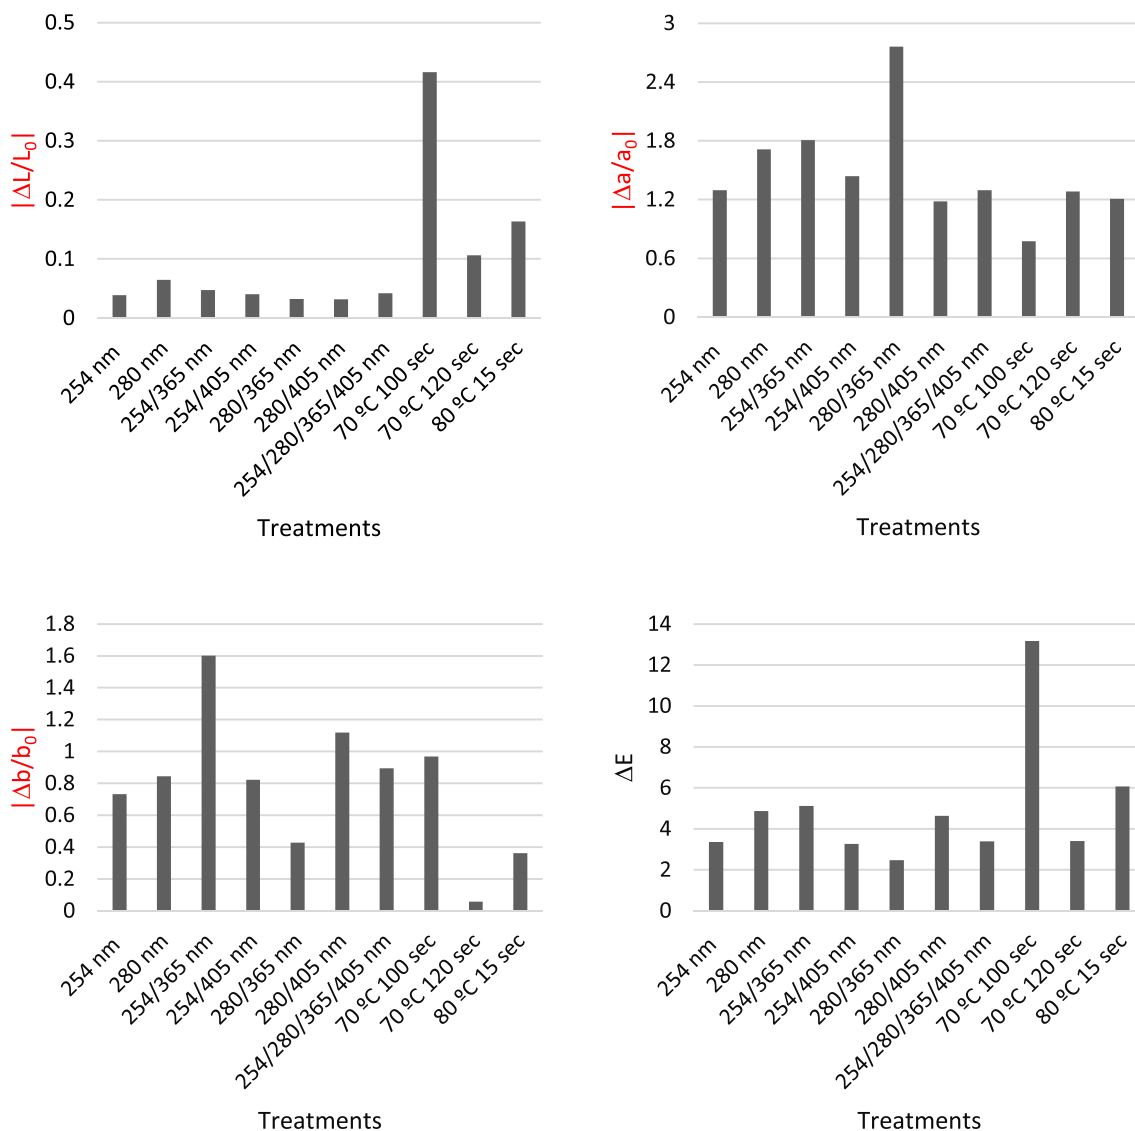 0.5
0.4
0.3
0.2
0.1
0
|ΔL/L0|
254 nm
280 nm
254/365 nm
254/405 nm
280/365 nm
280/405 nm
254/280/365/405 nm
70 ºC 100 sec
70 ºC 120 sec
80 ºC 15 sec
Treatments
3
2.4
1.8
1.2
0.6
0
|Δa/a0|
254 nm
280 nm
254/365 nm
254/405 nm
280/365 nm
280/405 nm
254/280/365/405 nm
70 ºC 100 sec
70 ºC 120 sec
80 ºC 15 sec
Treatments
1.8
1.6
1.4
1.2
1
0.8
0.6
0.4
0.2
0
|Δb/b0|
254 nm
280 nm
254/365 nm
254/405 nm
280/365 nm
280/405 nm
254/280/365/405 nm
70 ºC 100 sec
70 ºC 120 sec
80 ºC 15 sec
Treatments
14
12
10
8
6
4
2
0
ΔE
254 nm
280 nm
254/365 nm
254/405 nm
280/365 nm
280/405 nm
254/280/365/405 nm
70 ºC 100 sec
70 ºC 120 sec
80 ºC 15 sec
Treatments